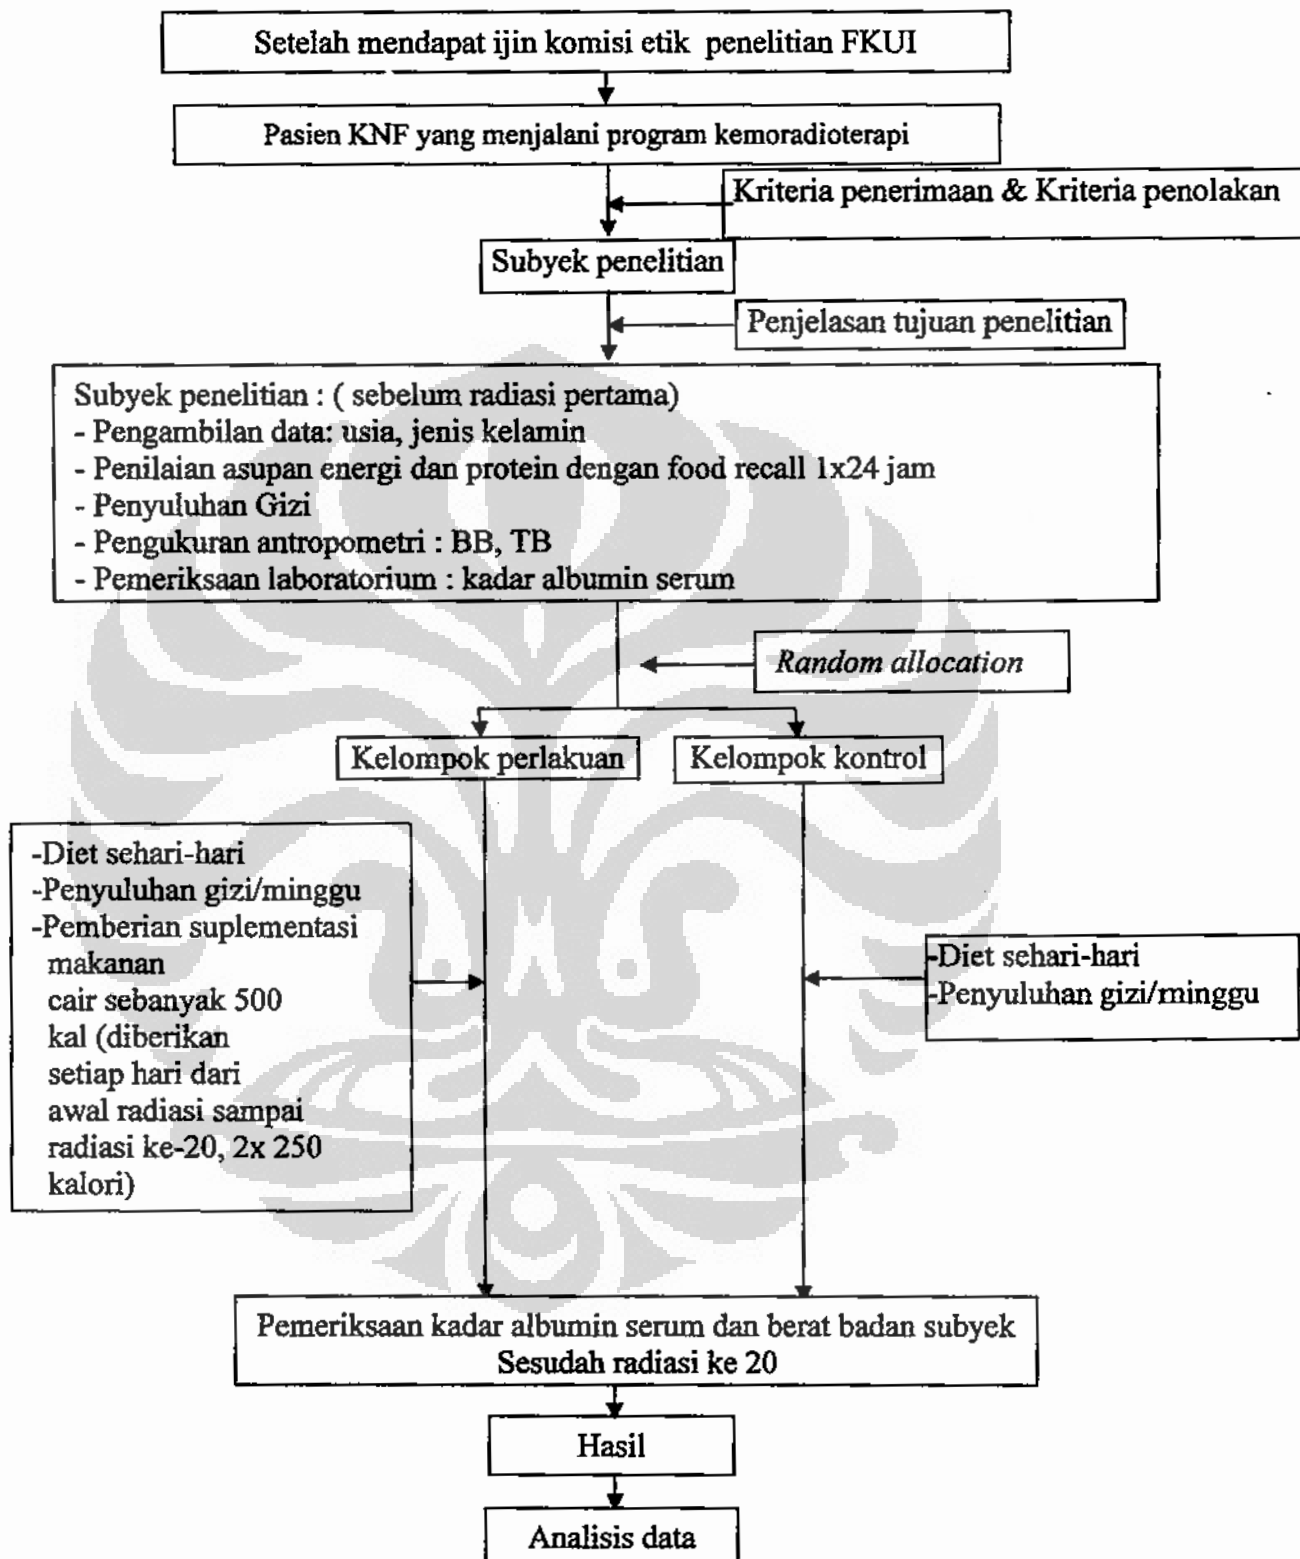 Setelah mendapat ijin komisi etik penelitian FKUI
Pasien KNF yang menjalani program kemoradioterapi
Kriteria penerimaan & Kriteria penolakan
Subyek penelitian
Penjelasan tujuan penelitian
Subyek penelitian : ( sebelum radiasi pertama)
- Pengambilan data: usia, jenis kelamin
- Penilaian asupan energi dan protein dengan food recall 1x24 jam
- Penyuluhan Gizi
- Pengukuran antropometri : BB, TB
- Pemeriksaan laboratorium : kadar albumin serum
Random allocation
Kelompok perlakuan
Kelompok kontrol
-Diet sehari-hari
-Penyuluhan gizi/minggu
-Pemberian suplementasi
makanan
cair sebanyak 500
kal (diberikan
setiap hari dari
awal radiasi sampai
radiasi ke-20, 2x 250
kalori)
-Diet sehari-hari
-Penyuluhan gizi/minggu
Pemeriksaan kadar albumin serum dan berat badan subyek
Sesudah radiasi ke 20
Hasil
Analisis data